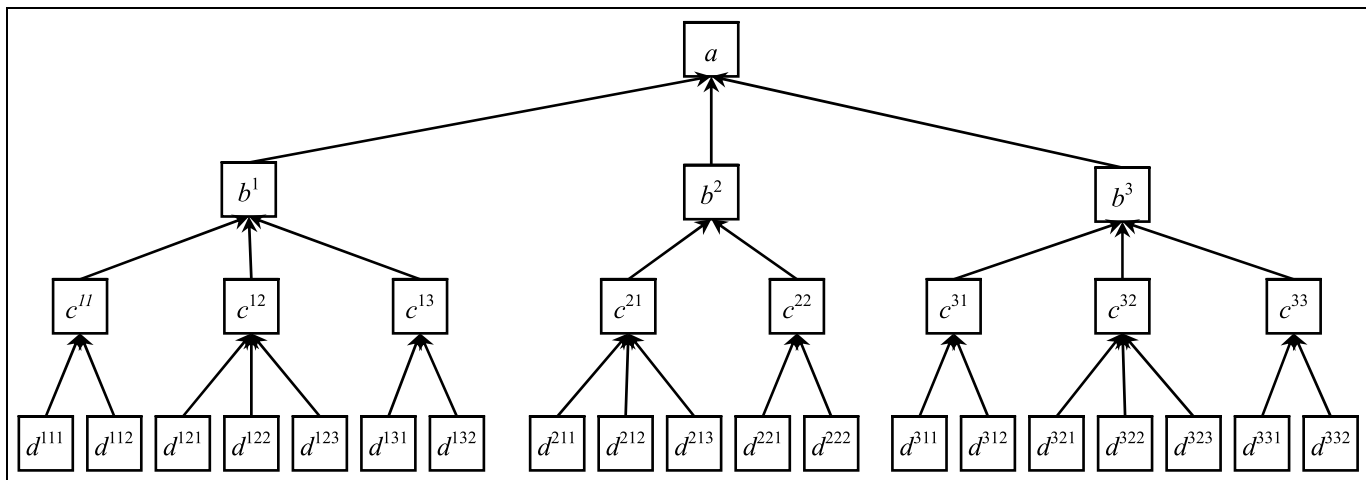 a
b¹ b² b³
c¹¹ c¹² c¹³ c²¹ c²² c³¹ c³² c³³
d¹¹¹ d¹¹² d¹²¹ d¹²² d¹²³ d¹³¹ d¹³² d²¹¹ d²¹² d²¹³ d²²¹ d²²² d³¹¹ d³¹² d³²¹ d³²² d³²³ d³³¹ d³³²